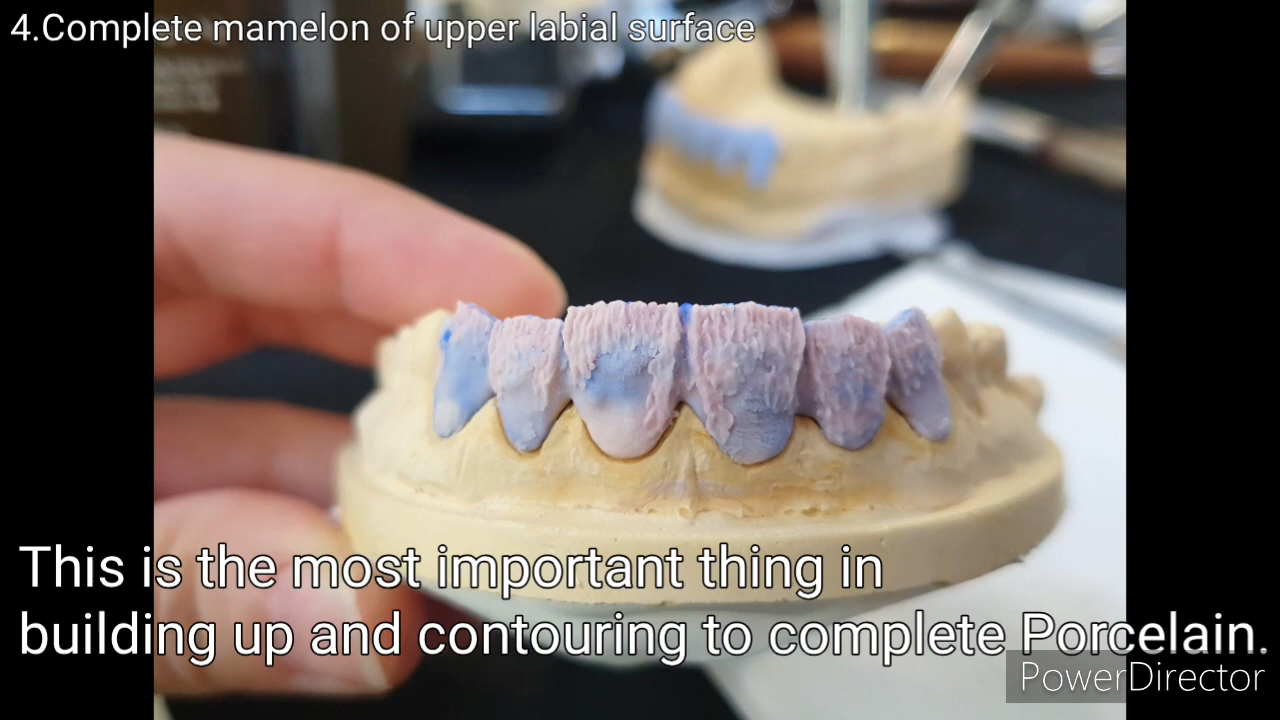 4.Complete mamelon of upper labial surface
This is the most important thing in
building up and contouring to complete Porcelain.
PowerDirector